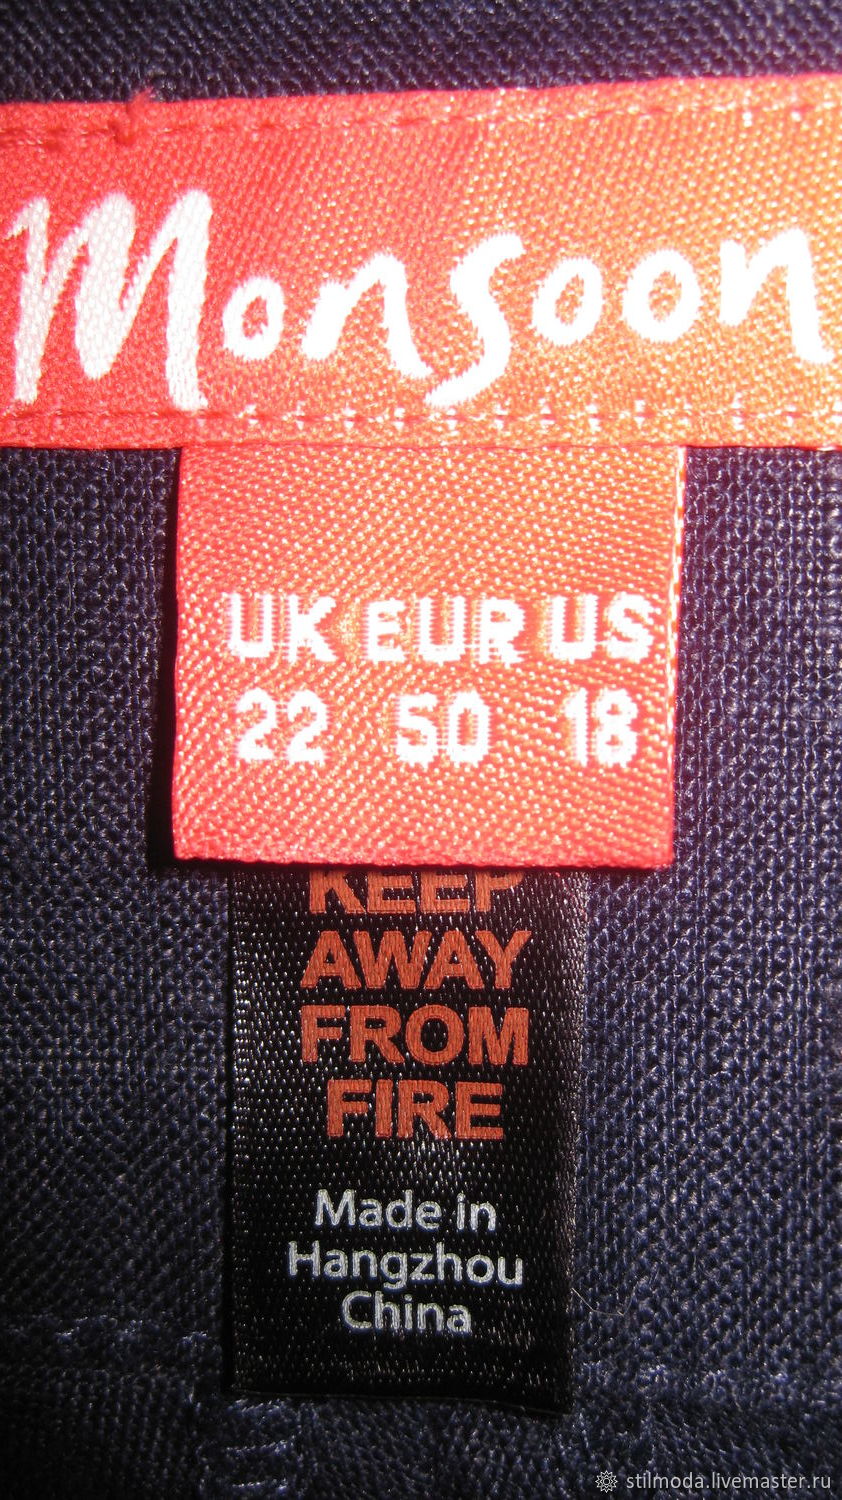 Monsoon
UK EUR US
22 50 18
KEEP
AWAY
FROM
FIRE
Made in
Hangzhou
China
stilmoda.livemaster.ru